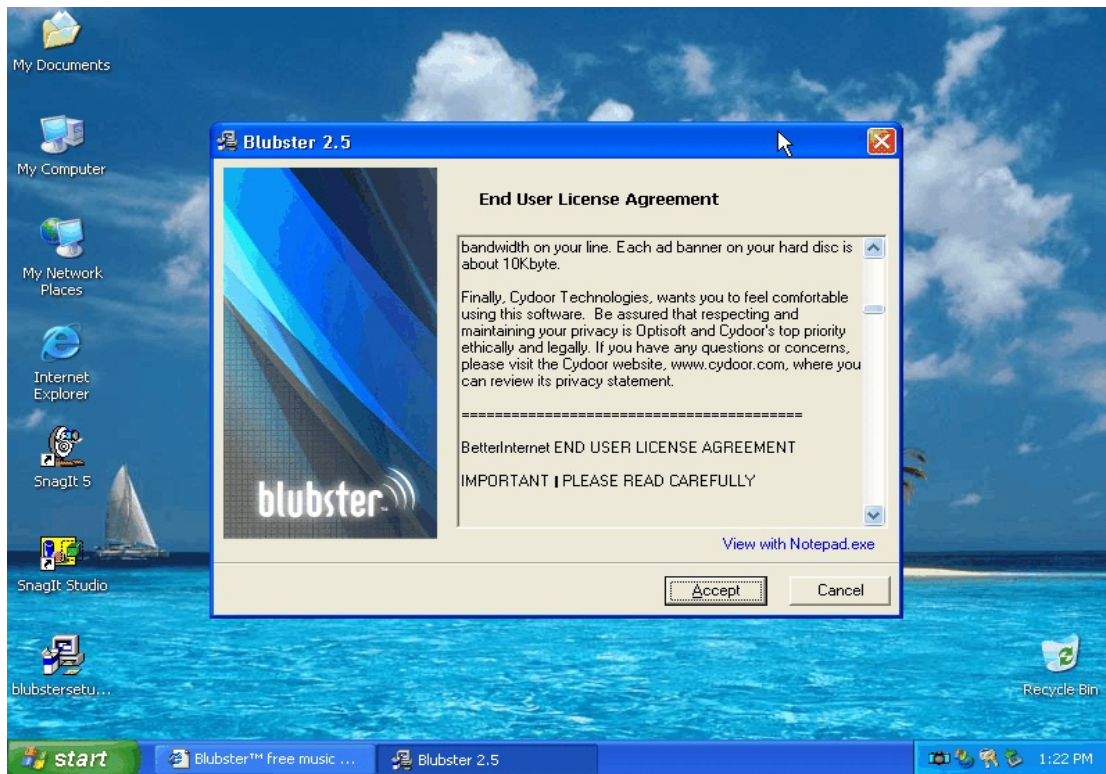 My Documents
My Computer
My Network
Places
Internet
Explorer
SnagIt 5
SnagIt Studio
blubstersetu...
Blubster 2.5
blubster
End User License Agreement
bandwidth on your line. Each ad banner on your hard disc is
about 10Kbyte.
Finally, Cydoor Technologies, wants you to feel comfortable
using this software.  Be assured that respecting and
maintaining your privacy is Optisoft and Cydoor's top priority
ethically and legally. If you have any questions or concerns,
please visit the Cydoor website, www.cydoor.com, where you
can review its privacy statement.
=========================================
BetterInternet END USER LICENSE AGREEMENT
IMPORTANT | PLEASE READ CAREFULLY
View with Notepad.exe
Accept
Cancel
Recycle Bin
start
Blubster™ free music ...
Blubster 2.5
1:22 PM